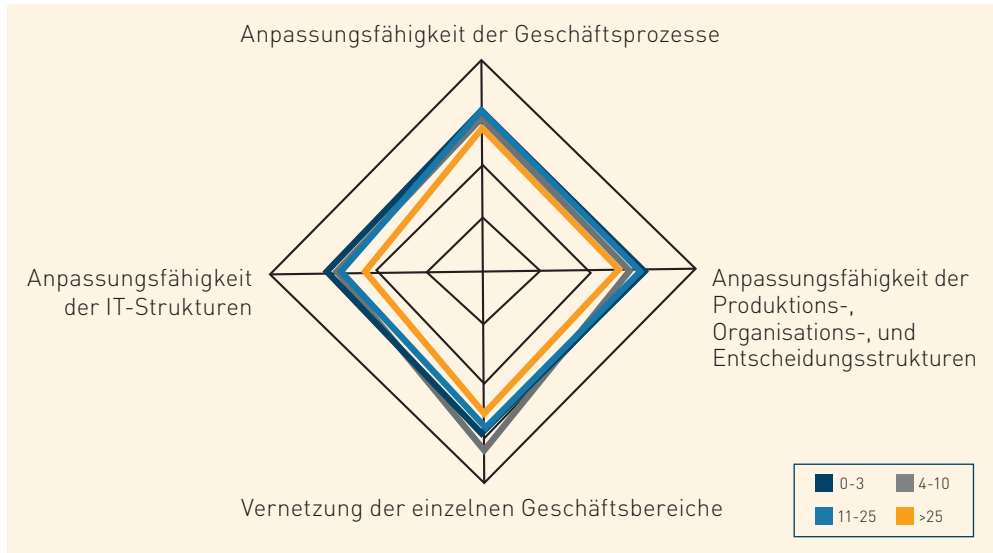 Anpassungsfähigkeit der Geschäftsprozesse
Anpassungsfähigkeit
der IT-Strukturen
Anpassungsfähigkeit der
Produktions-,
Organisations-, und
Entscheidungsstrukturen
Vernetzung der einzelnen Geschäftsbereiche
0-3
4-10
11-25
>25